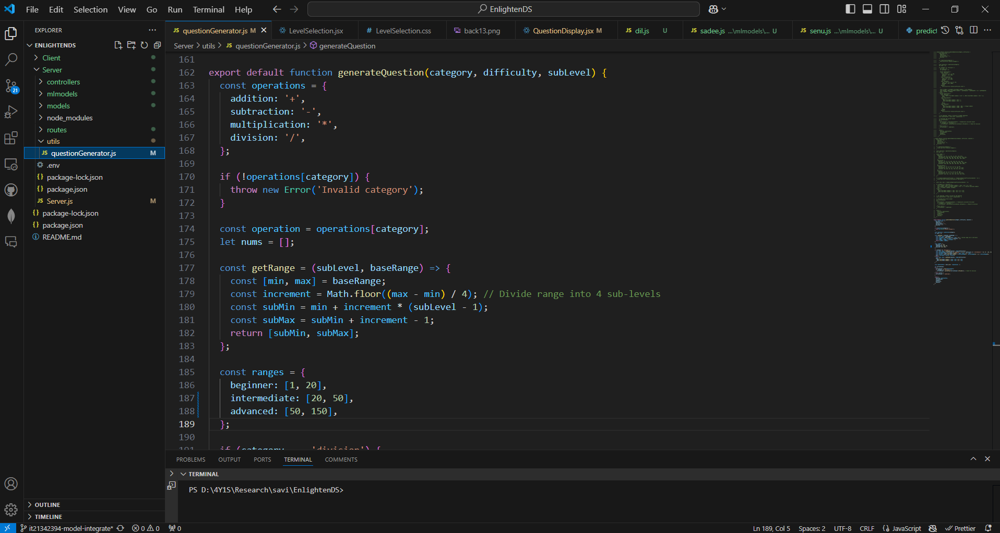 File Edit Selection View Go Run Terminal Help
EnlightenDS
EXPLORER
ENLIGHTENDS
Client
Server
controllers
mlmodels
models
node_modules
routes
utils
JS questionGenerator.js M
.env
{} package-lock.json
{} package.json
JS Server.js M
{} package-lock.json
{} package.json
README.md
OUTLINE
TIMELINE
21
JS questionGenerator.js M
LevelSelection.jsx
# LevelSelection.css
back13.png
QuestionDisplay.jsx M
JS dil.js U
JS sadee.js ...\mlmodels\... U
JS senu.js ...\mlmodels\... U
predict
Server > utils > JS questionGenerator.js > generateQuestion
161
162 export default function generateQuestion(category, difficulty, subLevel) {
163 const operations = {
164 addition: '+',
165 subtraction: '-',
166 multiplication: '*',
167 division: '/',
168 };
169
170 if (!operations[category]) {
171 throw new Error('Invalid category');
172 }
173
174 const operation = operations[category];
175 let nums = [];
176
177 const getRange = (subLevel, baseRange) => {
178 const [min, max] = baseRange;
179 const increment = Math.floor((max - min) / 4); // Divide range into 4 sub-levels
180 const subMin = min + increment * (subLevel - 1);
181 const subMax = subMin + increment - 1;
182 return [subMin, subMax];
183 };
184
185 const ranges = {
186 beginner: [1, 20],
187 intermediate: [20, 50],
188 advanced: [50, 150],
189 };
190
191 if (category 'division') {
PROBLEMS OUTPUT PORTS TERMINAL COMMENTS
TERMINAL
PS D:\4Y1S\Research\savi\EnlightenDS>
it21342394-model-integrate* 0 0 0
Ln 189, Col 5 Spaces: 2 UTF-8 CRLF {} JavaScript Prettier